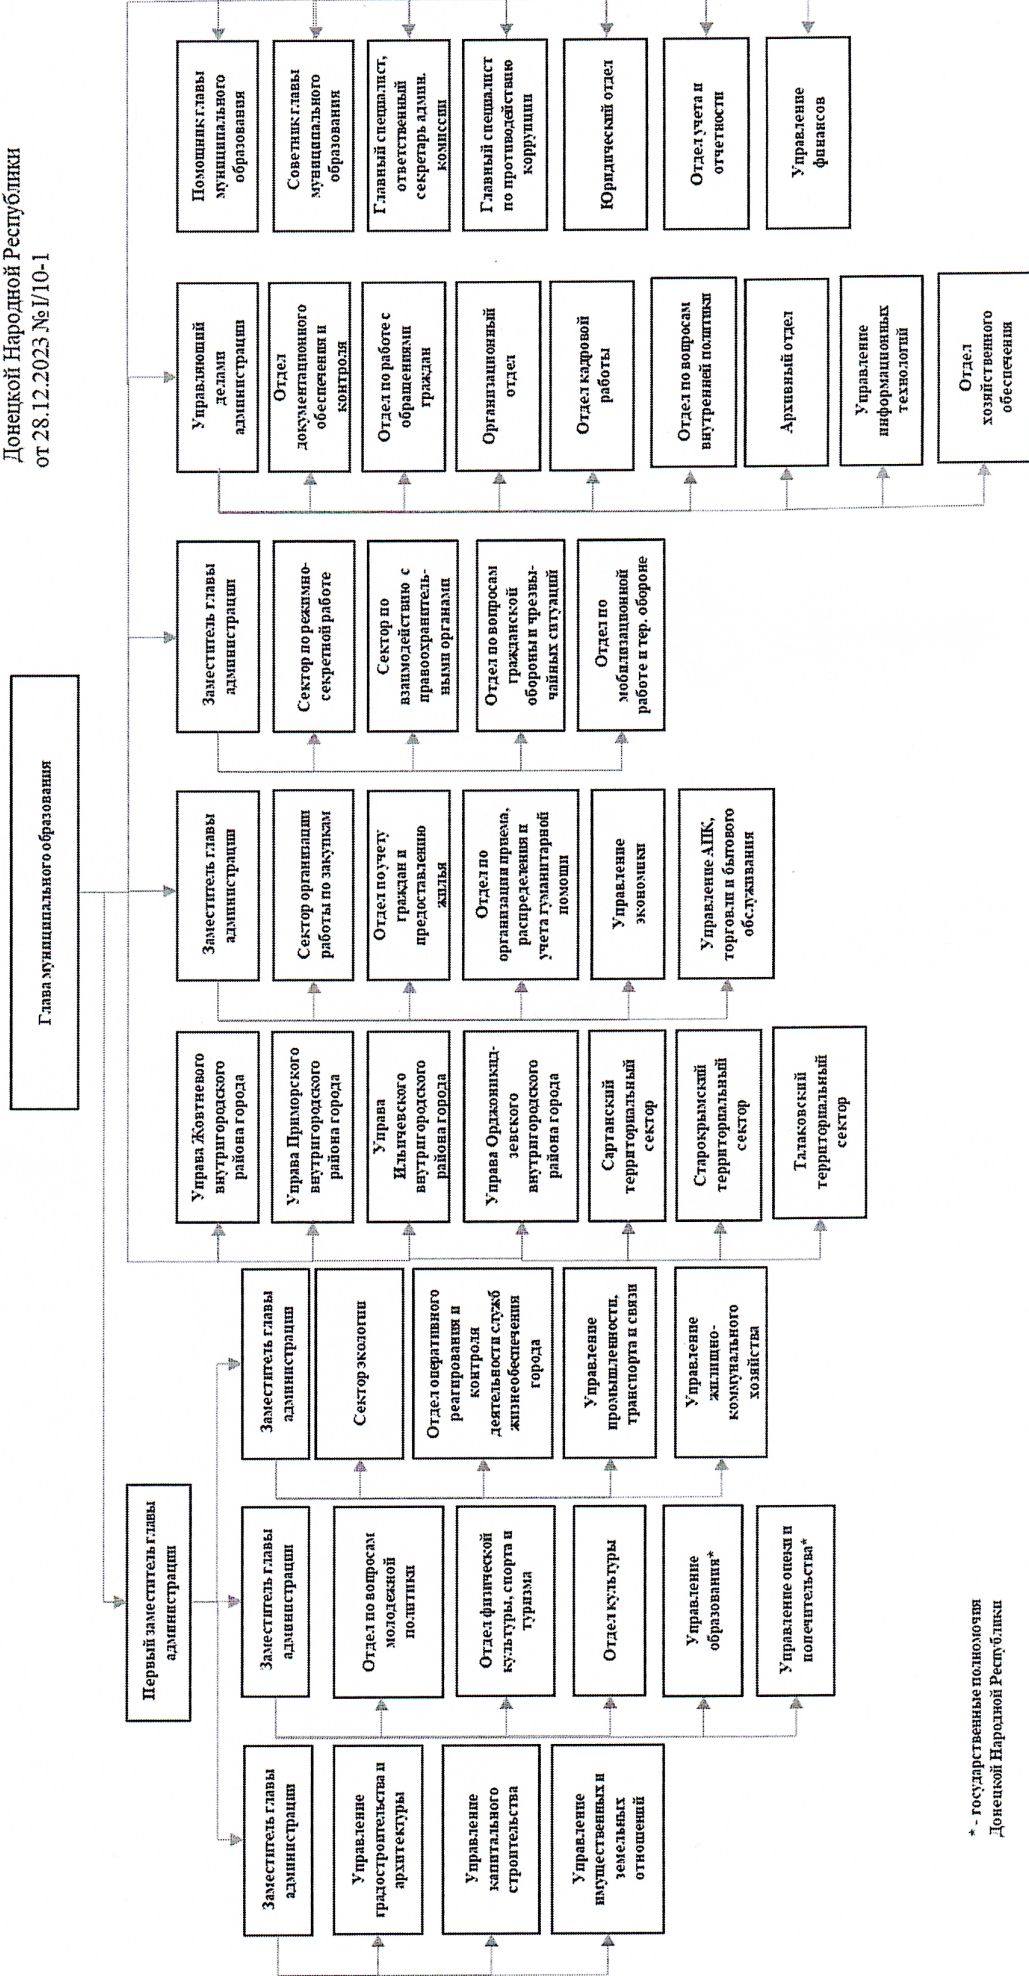 Донецкой Народной Республики
от 28.12.2023 №I/10-1
Глава муниципального образования
Первый заместитель главы
администрации
Заместитель главы
администрации
Управление
градостроительства и
архитектуры
Управление
капитального
строительства
Управление
имущественных и
земельных
отношений
Заместитель главы
администрации
Отдел по вопросам
молодежной
политики
Отдел физической
культуры, спорта и
туризма
Отдел культуры
Управление
образования*
Управление опеки и
попечительства*
Заместитель главы
администрации
Сектор экологии
Отдел оперативного
реагирования и
контроля
деятельности служб
жизнеобеспечения
города
Управление
промышленности,
транспорта и связи
Управление
жилищно-
коммунального
хозяйства
Управа Жовтневого
внутригородского
района города
Управа Приморского
внутригородского
района города
Управа
Ильичевского
внутригородского
района города
Управа Орджоникид-
зевского
внутригородского
района города
Сартанский
территориальный
сектор
Старокрымский
территориальный
сектор
Талаковский
территориальный
сектор
Заместитель главы
администрации
Сектор организации
работы по закупкам
Отдел по учету
граждан и
предоставлению
жилья
Отдел по
организации приема,
распределения и
учета гуманитарной
помощи
Управление
экономики
Управление АПК,
торговли и бытового
обслуживания
Заместитель главы
администрации
Сектор по режимно-
секретной работе
Сектор по
взаимодействию с
правоохранитель-
ными органами
Отдел по вопросам
гражданской
обороны и чрезвы-
чайных ситуаций
Отдел по
мобилизационной
работе и тер. обороне
Управляющий
делами
администрации
Отдел
документационного
обеспечения и
контроля
Отдел по работе с
обращениями
граждан
Организационный
отдел
Отдел кадровой
работы
Отдел по вопросам
внутренней политики
Архивный отдел
Управление
информационных
технологий
Отдел
хозяйственного
обеспечения
Помощник главы
муниципального
образования
Советник главы
муниципального
образования
Главный специалист,
ответственный
секретарь админ.
комиссии
Главный специалист
по противодействию
коррупции
Юридический отдел
Отдел учета и
отчетности
Управление
финансов
* - государственные полномочия
Донецкой Народной Республики